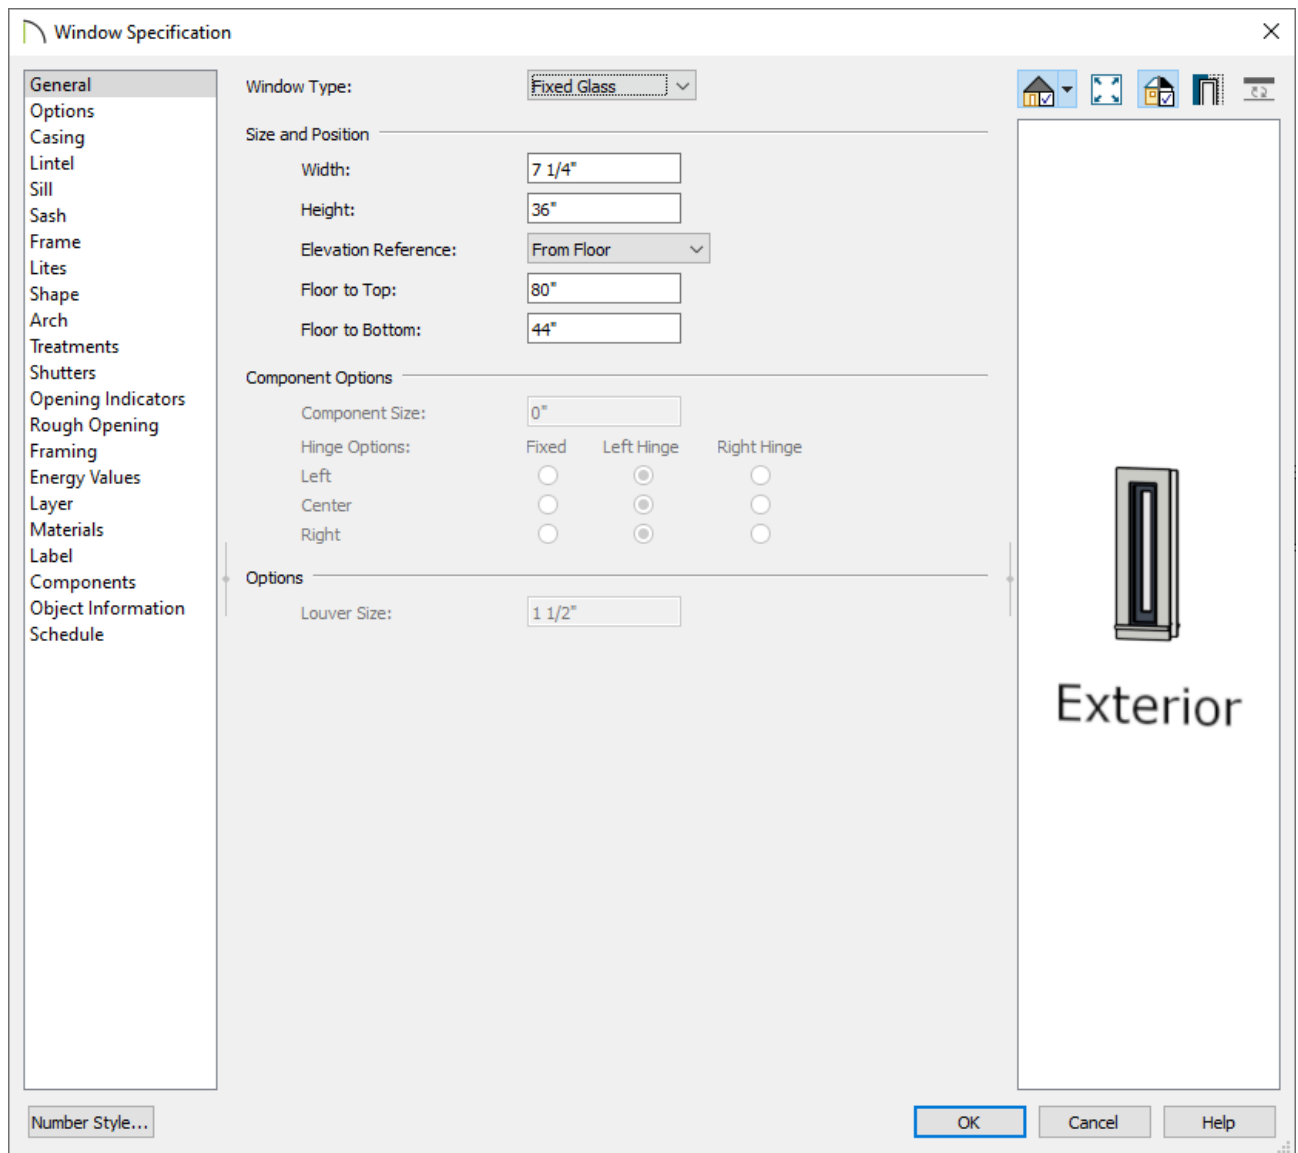 Window Specification
General
Options
Casing
Lintel
Sill
Sash
Frame
Lites
Shape
Arch
Treatments
Shutters
Opening Indicators
Rough Opening
Framing
Energy Values
Layer
Materials
Label
Components
Object Information
Schedule
Window Type: Fixed Glass
Size and Position
Width: 7 1/4"
Height: 36"
Elevation Reference: From Floor
Floor to Top: 80"
Floor to Bottom: 44"
Component Options
Component Size: 0"
Hinge Options: Fixed Left Hinge Right Hinge
Left
Center
Right
Options
Louver Size: 1 1/2"
Exterior
Number Style... OK Cancel Help